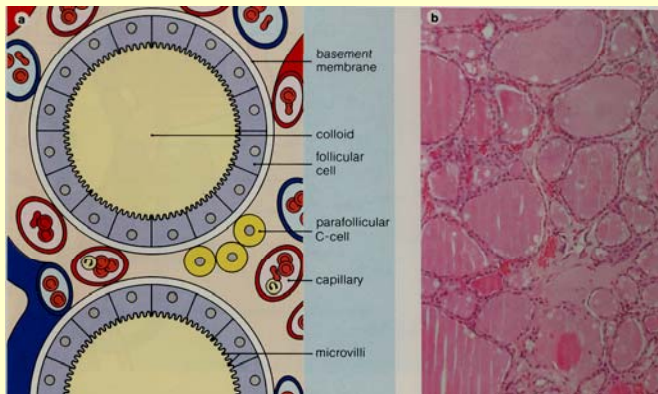 a
basement
membrane
colloid
follicular
cell
parafollicular
C-cell
capillary
microvilli
b